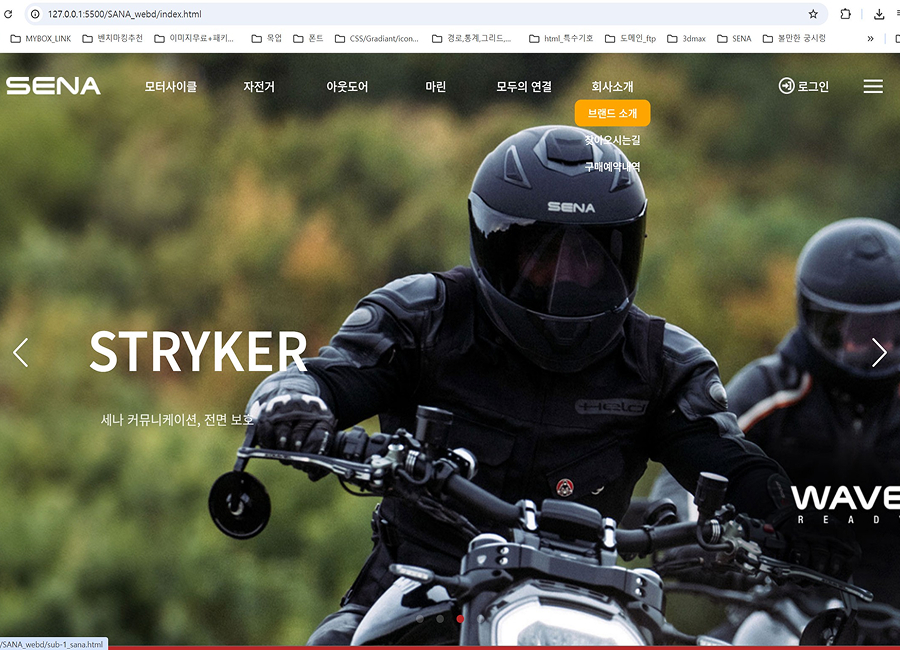 127.0.0.1:5500/SANA_webd/index.html
MYBOX_LINK 벤치마킹추천 이미지무료+패키... 목업 폰트 CSS/Gradiant/icon... 경로,통계,그리드,... html_특수기호 도메인_ftp 3dmax SENA 볼만한 궁시렁 »
SENA 모터사이클 자전거 아웃도어 마린 모두의 연결 회사소개 로그인
브랜드 소개
찾아오시는길
구매예약내역
SENA
STRYKER
세나 커뮤니케이션, 전면 보호
Held
WAVE
READY
/SANA_webd/sub-1_sana.html